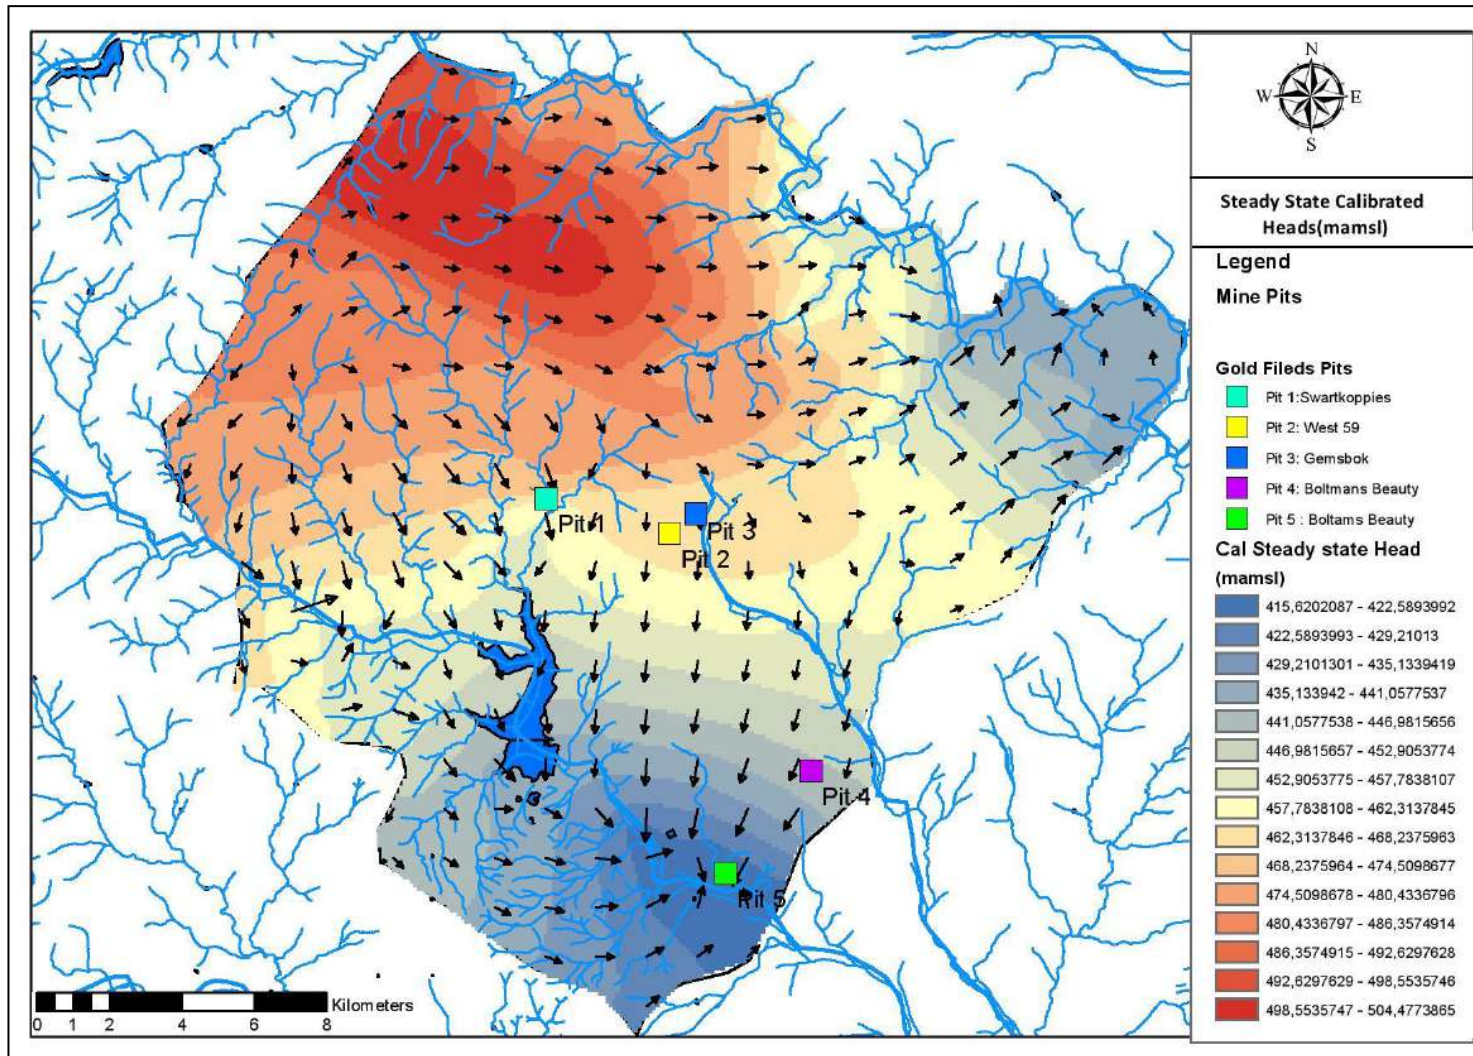 N
W E
S
Steady State Calibrated
Heads(mamsl)
Legend
Mine Pits
Gold Fileds Pits
Pit 1:Swartkoppies
Pit 2: West 59
Pit 3: Gemsbok
Pit 4: Boltmans Beauty
Pit 5 : Boltams Beauty
Cal Steady state Head
(mamsl)
415,6202087 - 422,5893992
422,5893993 - 429,21013
429,2101301 - 435,1339419
435,133942 - 441,0577537
441,0577538 - 446,9815656
446,9815657 - 452,9053774
452,9053775 - 457,7838107
457,7838108 - 462,3137845
462,3137846 - 468,2375963
468,2375964 - 474,5098677
474,5098678 - 480,4336796
480,4336797 - 486,3574914
486,3574915 - 492,6297628
492,6297629 - 498,5535746
498,5535747 - 504,4773865
Pit 1
Pit 3
Pit 2
Pit 4
Pit 5
Kilometers
0 1 2 4 6 8